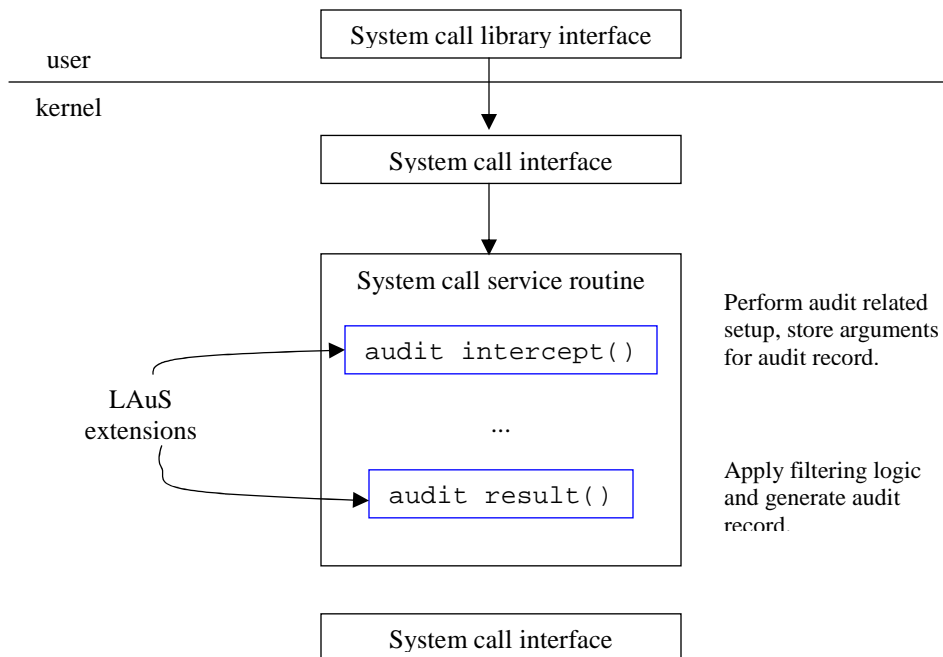 System call library interface
user
kernel
System call interface
System call service routine
Perform audit related
setup, store arguments
for audit record.
audit intercept()
LAuS
extensions
...
Apply filtering logic
and generate audit
record.
audit result()
System call interface